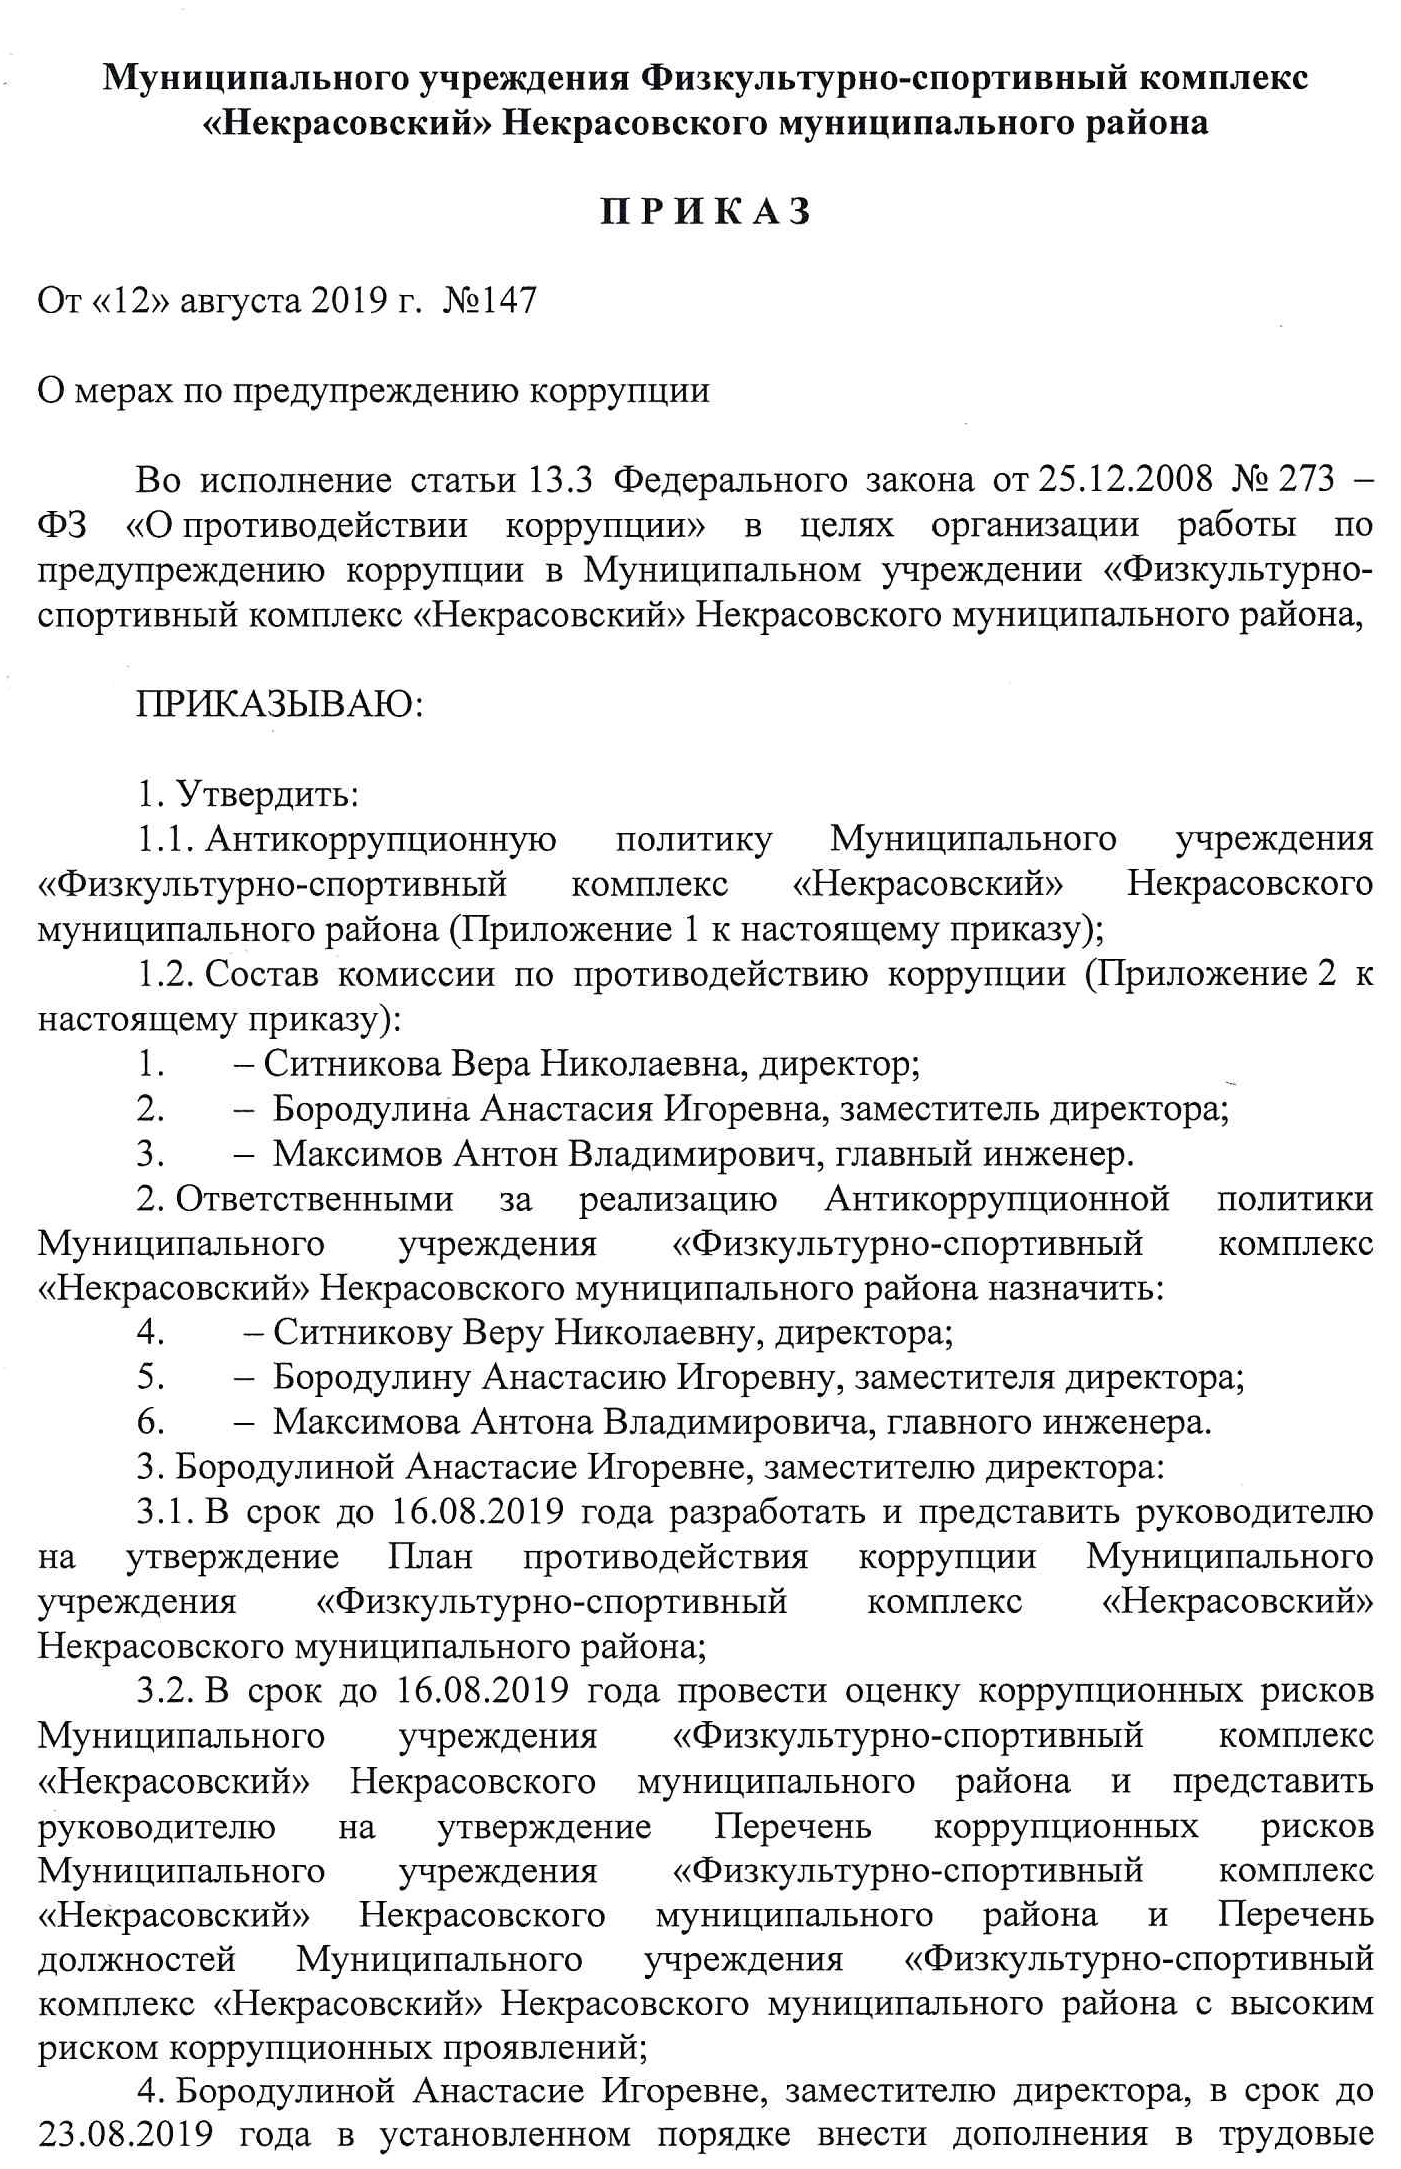 Муниципального учреждения Физкультурно-спортивный комплекс
«Некрасовский» Некрасовского муниципального района
П Р И К А З
От «12» августа 2019 г. №147
О мерах по предупреждению коррупции
Во исполнение статьи 13.3 Федерального закона от 25.12.2008 № 273 –
ФЗ «О противодействии коррупции» в целях организации работы по
предупреждению коррупции в Муниципальном учреждении «Физкультурно-
спортивный комплекс «Некрасовский» Некрасовского муниципального района,
ПРИКАЗЫВАЮ:
1. Утвердить:
1.1. Антикоррупционную политику Муниципального учреждения
«Физкультурно-спортивный комплекс «Некрасовский» Некрасовского
муниципального района (Приложение 1 к настоящему приказу);
1.2. Состав комиссии по противодействию коррупции (Приложение 2 к
настоящему приказу):
1. – Ситникова Вера Николаевна, директор;
2. – Бородулина Анастасия Игоревна, заместитель директора;
3. – Максимов Антон Владимирович, главный инженер.
2. Ответственными за реализацию Антикоррупционной политики
Муниципального учреждения «Физкультурно-спортивный комплекс
«Некрасовский» Некрасовского муниципального района назначить:
4. – Ситникову Веру Николаевну, директора;
5. – Бородулину Анастасию Игоревну, заместителя директора;
6. – Максимова Антона Владимировича, главного инженера.
3. Бородулиной Анастасие Игоревне, заместителю директора:
3.1. В срок до 16.08.2019 года разработать и представить руководителю
на утверждение План противодействия коррупции Муниципального
учреждения «Физкультурно-спортивный комплекс «Некрасовский»
Некрасовского муниципального района;
3.2. В срок до 16.08.2019 года провести оценку коррупционных рисков
Муниципального учреждения «Физкультурно-спортивный комплекс
«Некрасовский» Некрасовского муниципального района и представить
руководителю на утверждение Перечень коррупционных рисков
Муниципального учреждения «Физкультурно-спортивный комплекс
«Некрасовский» Некрасовского муниципального района и Перечень
должностей Муниципального учреждения «Физкультурно-спортивный
комплекс «Некрасовский» Некрасовского муниципального района с высоким
риском коррупционных проявлений;
4. Бородулиной Анастасие Игоревне, заместителю директора, в срок до
23.08.2019 года в установленном порядке внести дополнения в трудовые